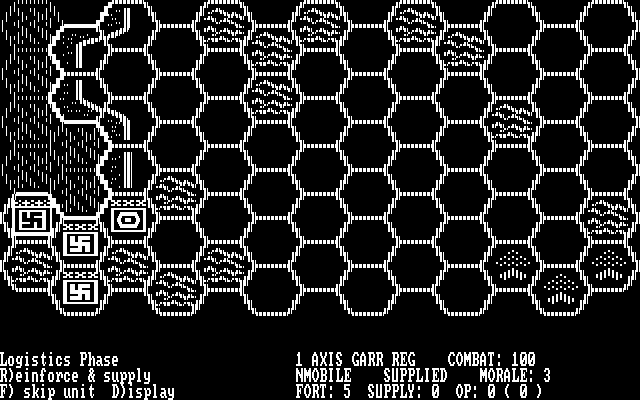 Logistics Phase
R)einforce & supply
F) skip unit D)isplay
1 AXIS GARR REG COMBAT: 100
NMOBILE SUPPLIED MORALE: 3
FORT: 5 SUPPLY: 0 OP: 0 ( 0 )